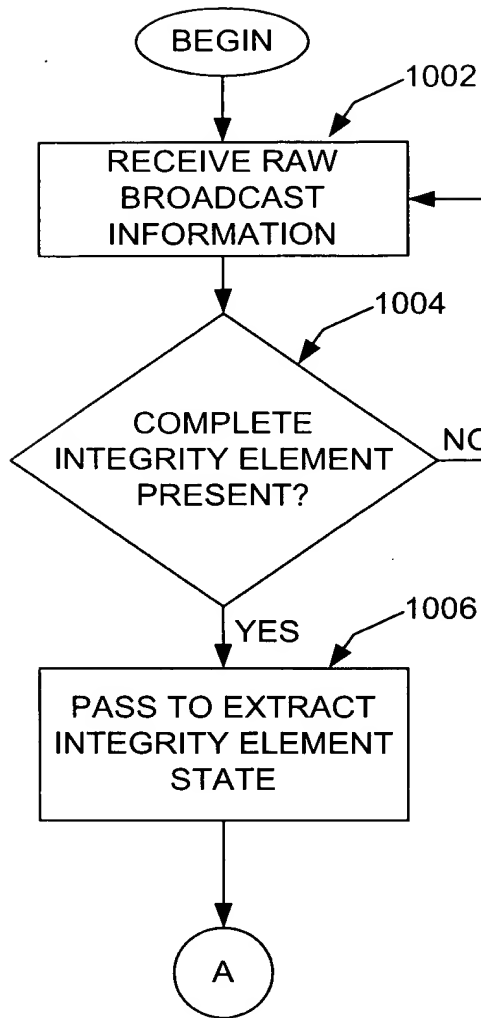 BEGIN
1002
RECEIVE RAW
BROADCAST
INFORMATION
1004
COMPLETE
INTEGRITY ELEMENT
PRESENT?
NO
YES
1006
PASS TO EXTRACT
INTEGRITY ELEMENT
STATE
A